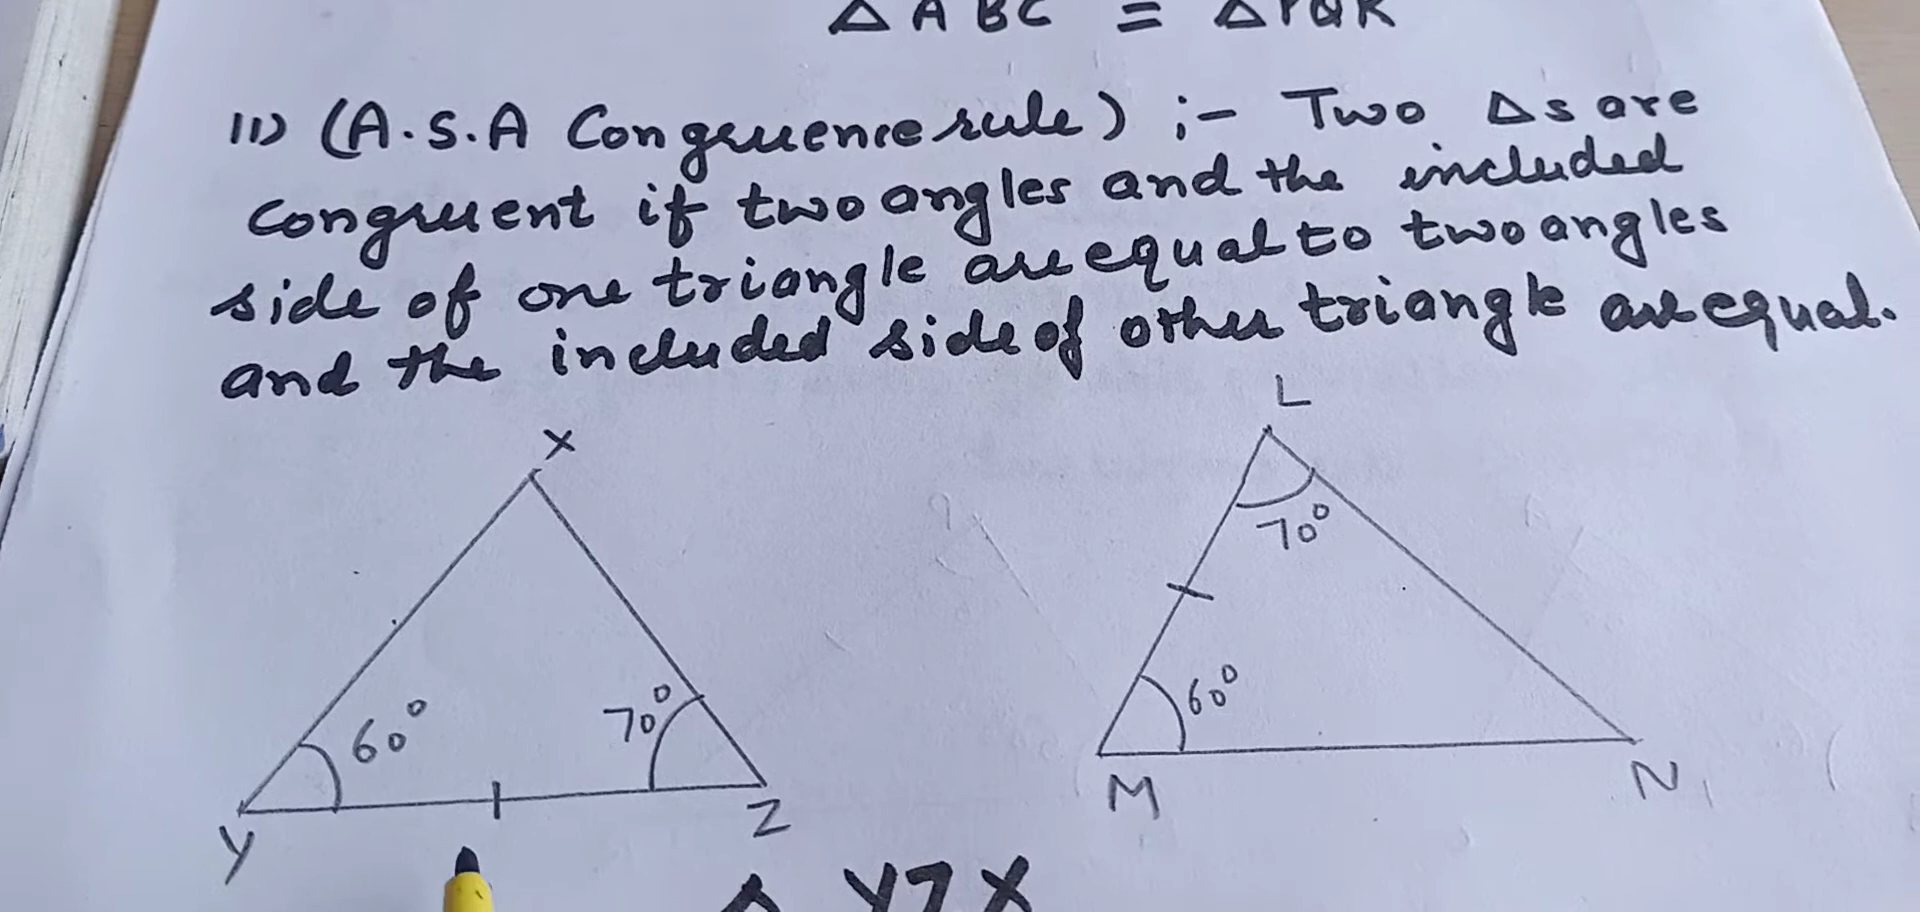 △ABC = △PQR
11) (A.S.A Congruence rule) ;- Two △s are
congruent if two angles and the included
side of one triangle are equal to two angles
and the included side of other triangle are equal.
X
L
70°
60°
70°
60°
Y
Z
M
N
△ YZX